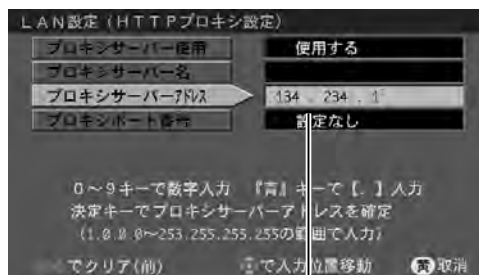 LAN設定(HTTPプロキシ設定)
プロキシサーバー使用 使用する
プロキシサーバー名
プロキシサーバーアドレス 134 . 234 . 1
プロキシポート番号 設定なし
0~9キーで数字入力 『青』キーで【.】入力
決定キーでプロキシサーバーアドレスを確定
(1.0.0.0~253.255.255.255の範囲で入力)
でクリア(前) で入力位置移動 黄 取消